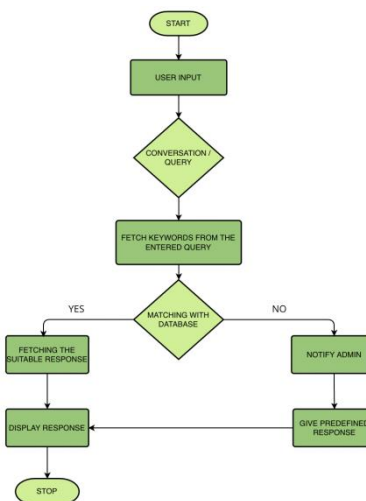 START
USER INPUT
CONVERSATION /
QUERY
FETCH KEYWORDS FROM THE
ENTERED QUERY
MATCHING WITH
DATABASE
YES
NO
FETCHING THE
SUITABLE RESPONSE
NOTIFY ADMIN
DISPLAY RESPONSE
GIVE PREDEFINED
RESPONSE
STOP